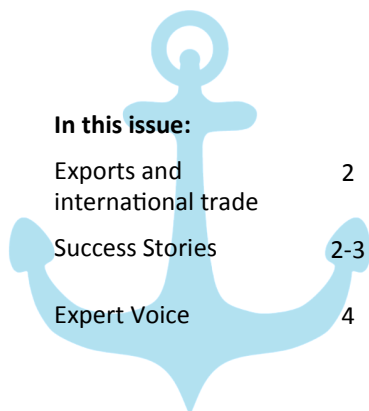 In this issue:
Exports and 2
international trade
Success Stories 2-3
Expert Voice 4